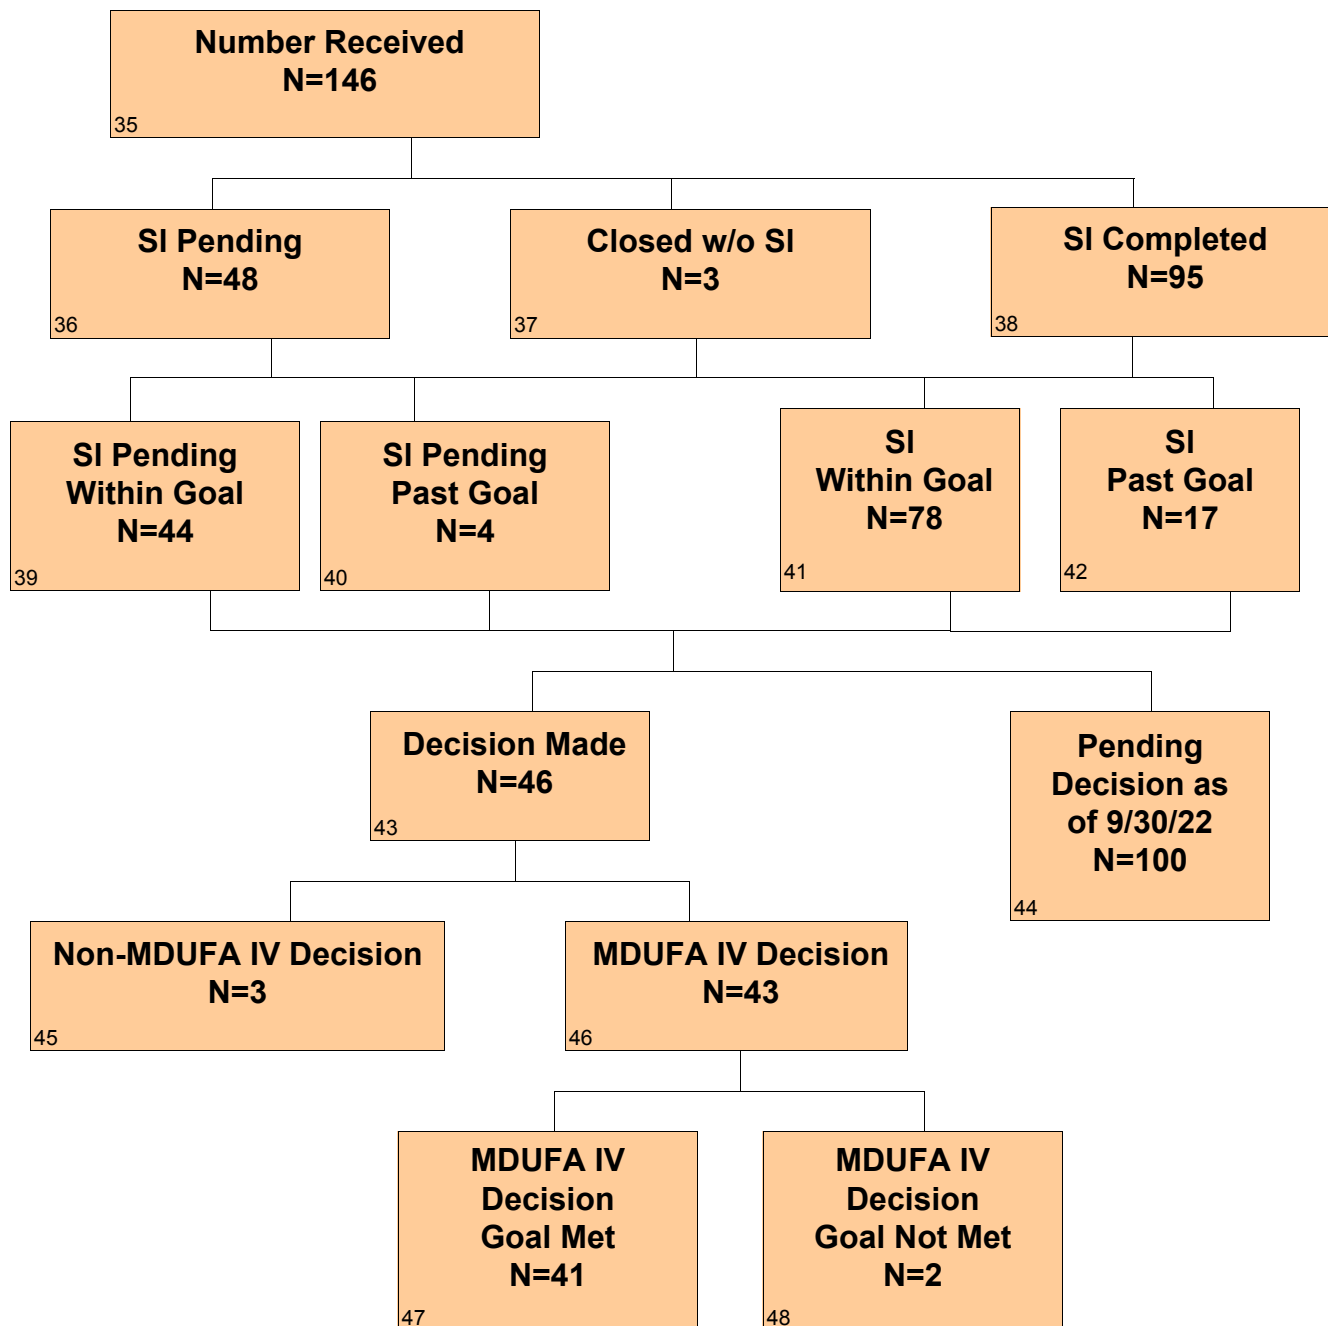 Number Received
N=146
35
SI Pending
N=48
36
Closed w/o SI
N=3
37
SI Completed
N=95
38
SI Pending
Within Goal
N=44
39
SI Pending
Past Goal
N=4
40
SI
Within Goal
N=78
41
SI
Past Goal
N=17
42
Decision Made
N=46
43
Pending
Decision as
of 9/30/22
N=100
44
Non-MDUFA IV Decision
N=3
45
MDUFA IV Decision
N=43
46
MDUFA IV
Decision
Goal Met
N=41
47
MDUFA IV
Decision
Goal Not Met
N=2
48